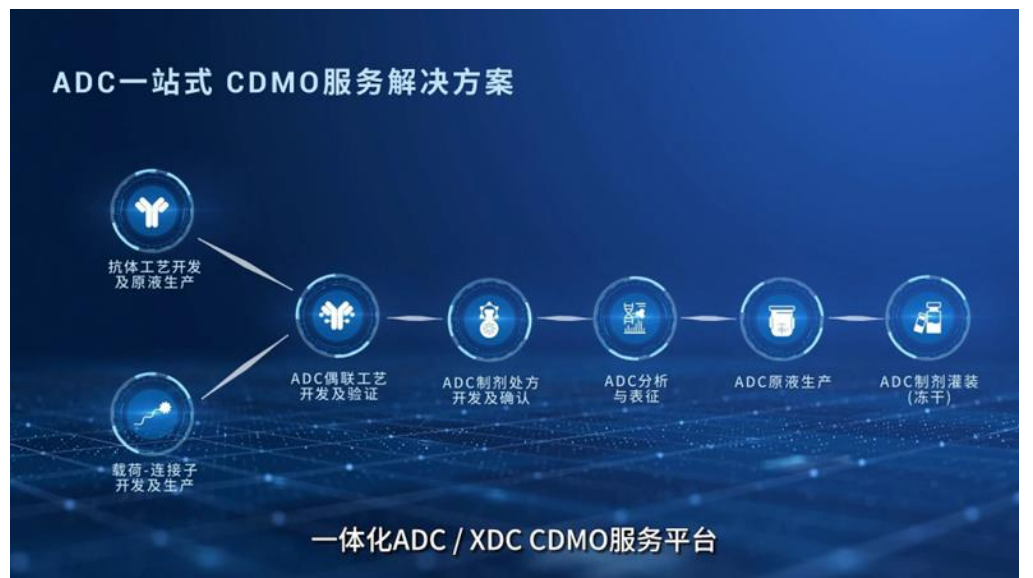 ADC一站式 CDMO服务解决方案
抗体工艺开发
及原液生产
载荷-连接子
开发及生产
ADC偶联工艺
开发及验证
ADC制剂处方
开发及确认
ADC分析
与表征
ADC原液生产
ADC制剂灌装
(冻干)
一体化ADC / XDC CDMO服务平台